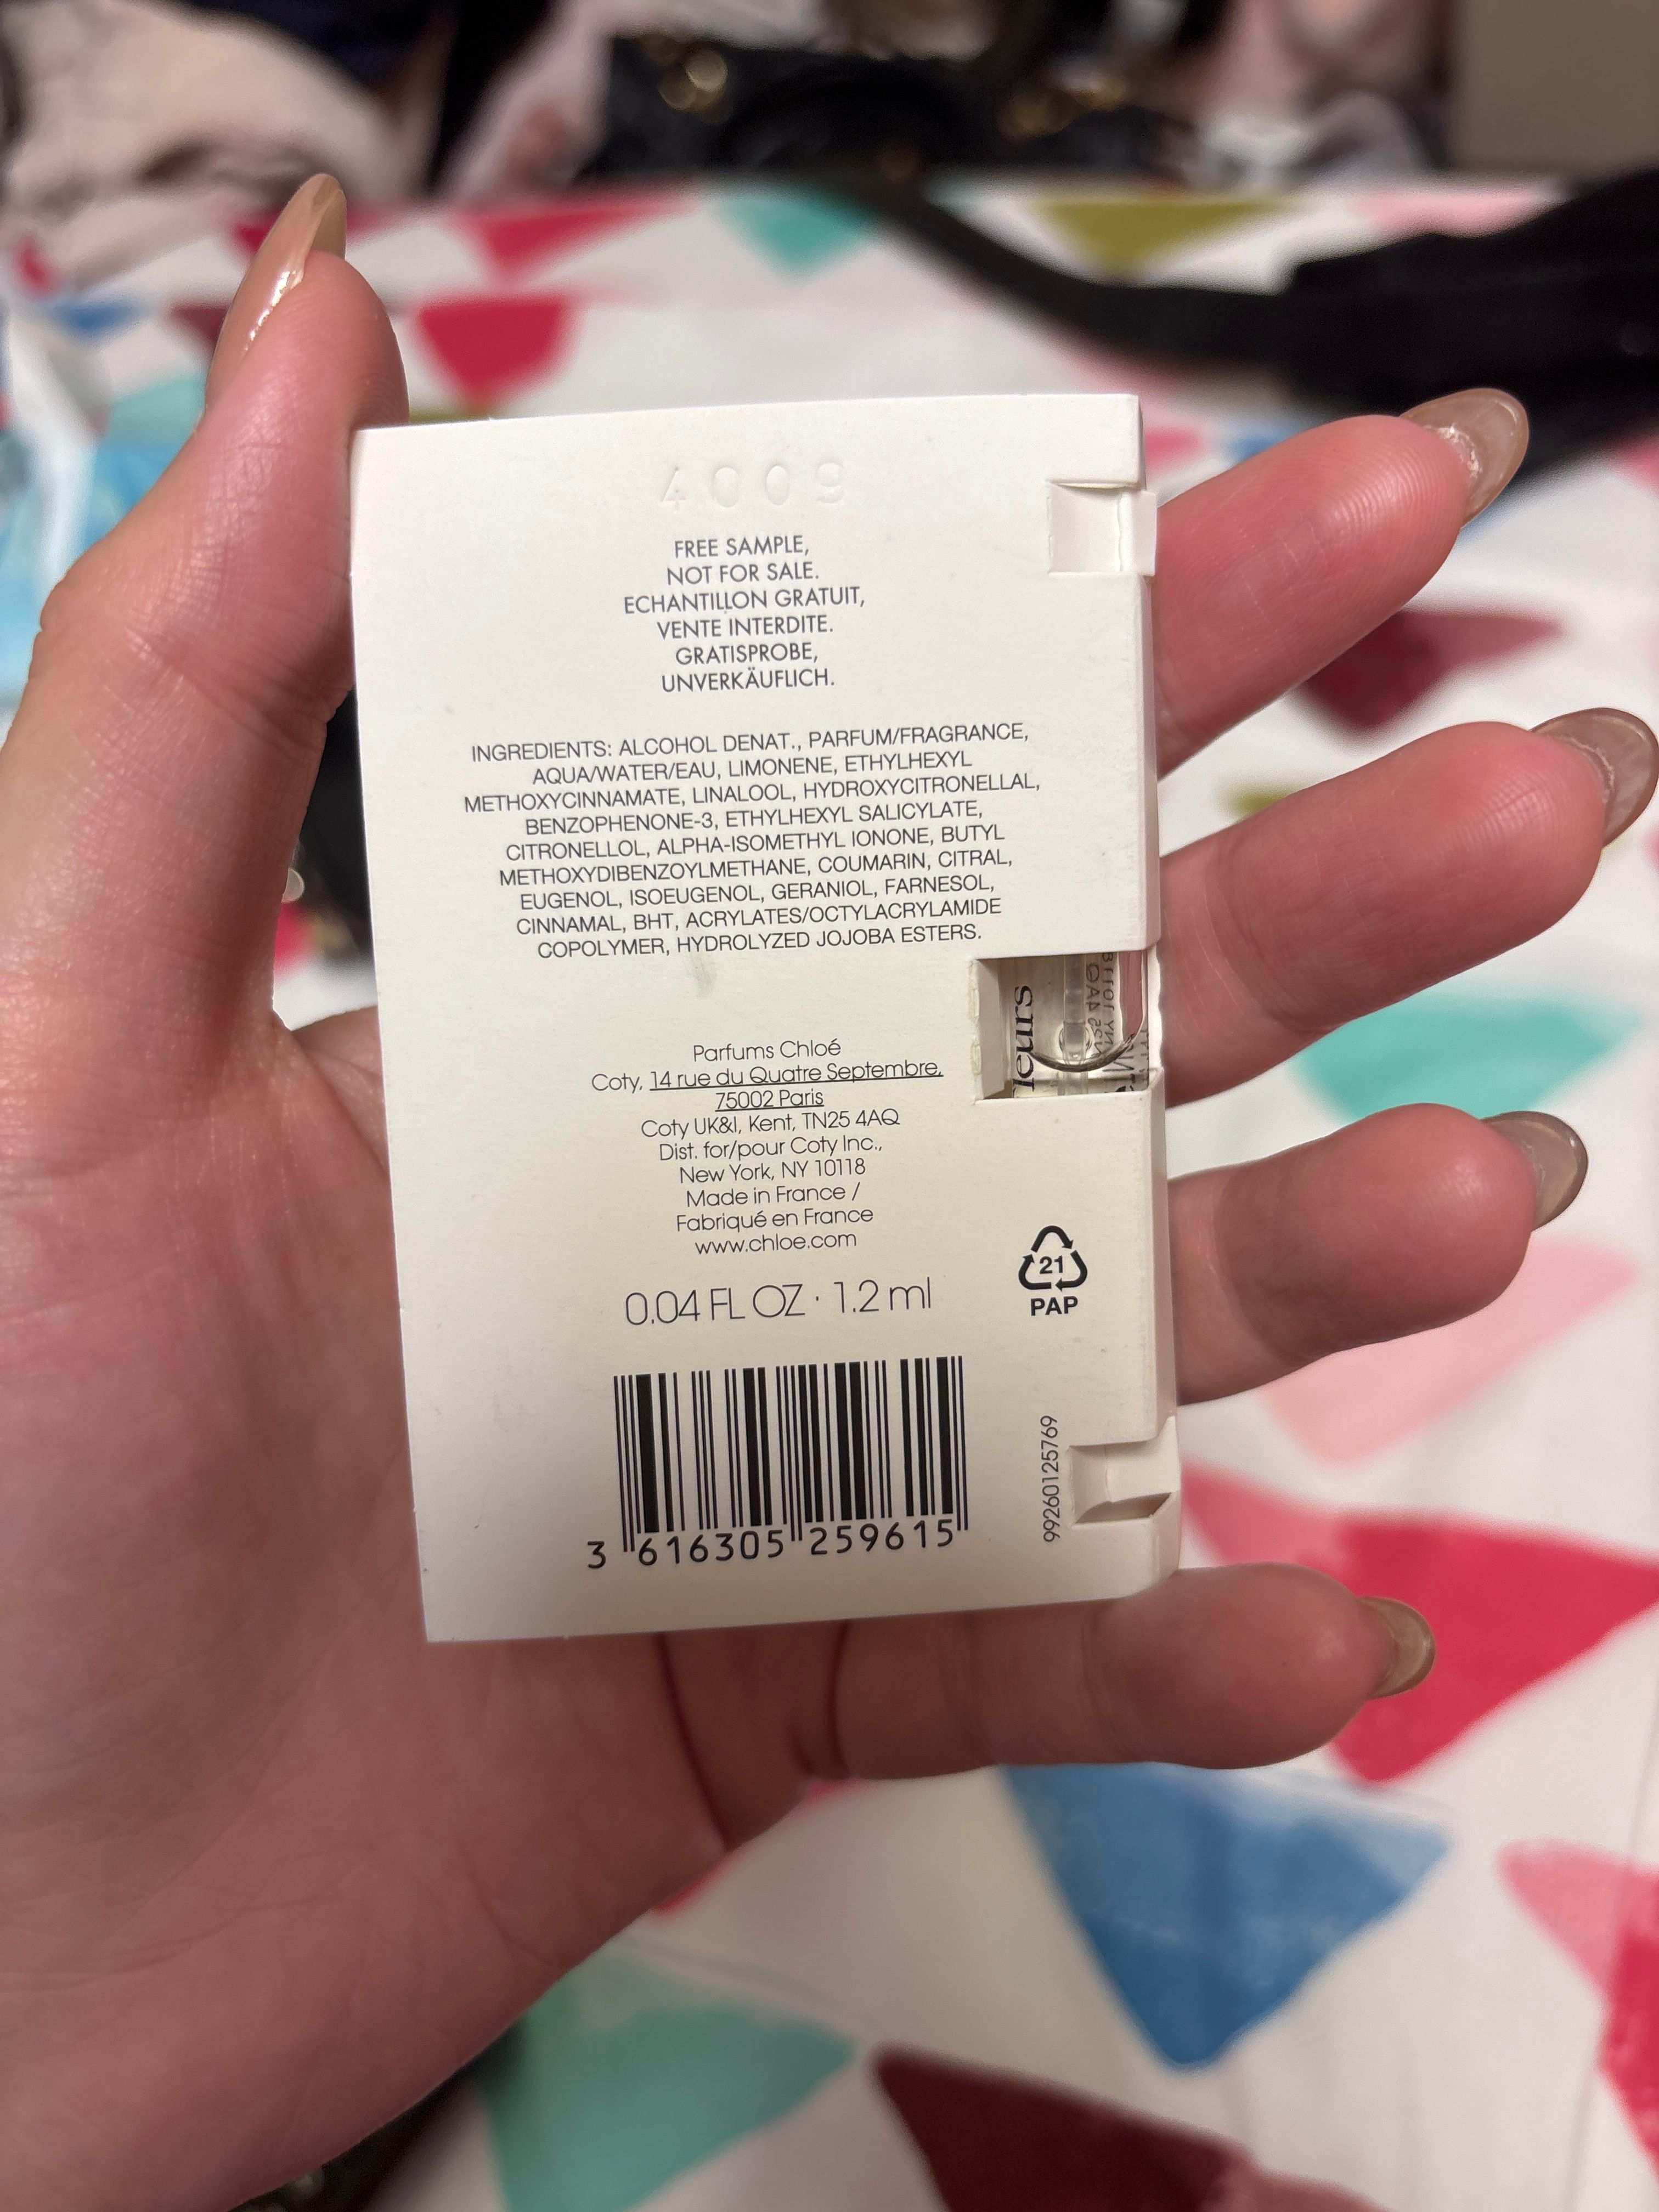 4009
FREE SAMPLE,
NOT FOR SALE.
ECHANTILLON GRATUIT,
VENTE INTERDITE.
GRATISPROBE,
UNVERKÄUFLICH.
INGREDIENTS: ALCOHOL DENAT., PARFUM/FRAGRANCE,
AQUA/WATER/EAU, LIMONENE, ETHYLHEXYL
METHOXYCINNAMATE, LINALOOL, HYDROXYCITRONELLAL,
BENZOPHENONE-3, ETHYLHEXYL SALICYLATE,
CITRONELLOL, ALPHA-ISOMETHYL IONONE, BUTYL
METHOXYDIBENZOYLMETHANE, COUMARIN, CITRAL,
EUGENOL, ISOEUGENOL, GERANIOL, FARNESOL,
CINNAMAL, BHT, ACRYLATES/OCTYLACRYLAMIDE
COPOLYMER, HYDROLYZED JOJOBA ESTERS.
leurs
Parfums Chloé
Coty, 14 rue du Quatre Septembre,
75002 Paris
Coty UK&I, Kent, TN25 4AQ
Dist. for/pour Coty Inc.,
New York, NY 10118
Made in France /
Fabriqué en France
www.chloe.com
0.04 FL OZ · 1.2 ml
21
PAP
99260125769
3 616305 259615